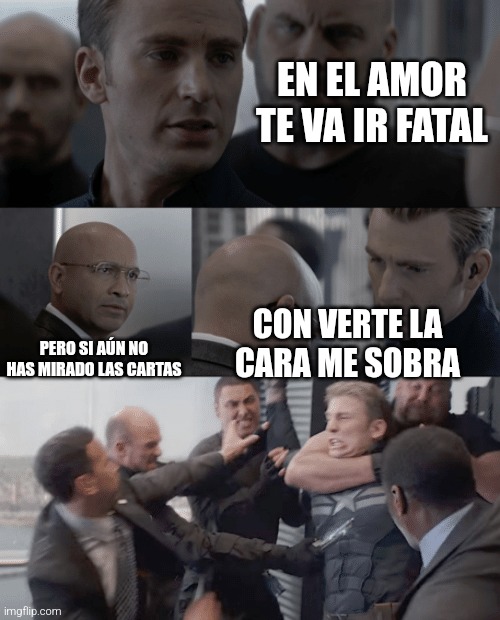 EN EL AMOR
TE VA IR FATAL
PERO SI AÚN NO
HAS MIRADO LAS CARTAS
CON VERTE LA
CARA ME SOBRA
imgflip.com